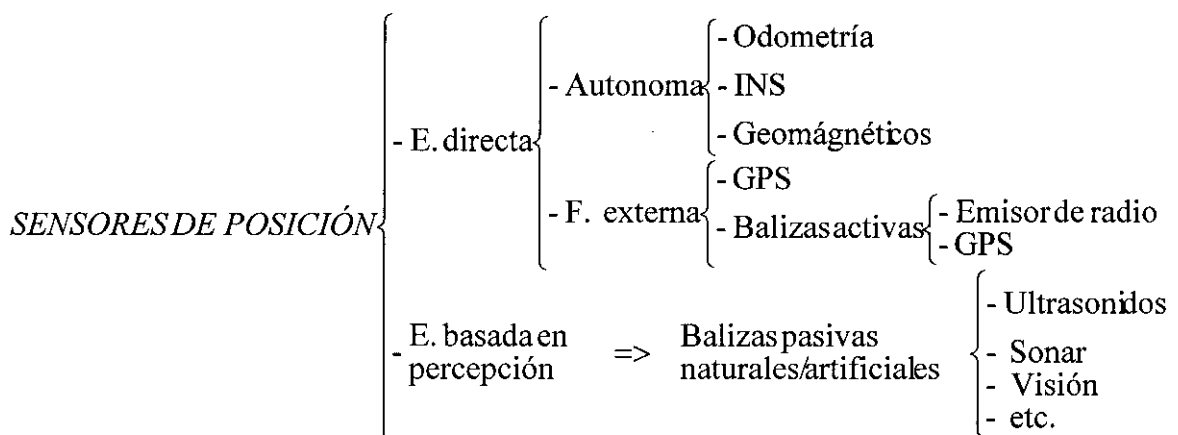 - Odometría
- Autonoma - INS
- E. directa - Geomágnéticos
- GPS
- F. externa
SENSORES DE POSICIÓN - Balizas activas - Emisor de radio
- GPS
- Ultrasonidos
- E. basada en percepción => Balizas pasivas naturales/artificiales
- Sonar
- Visión
- etc.